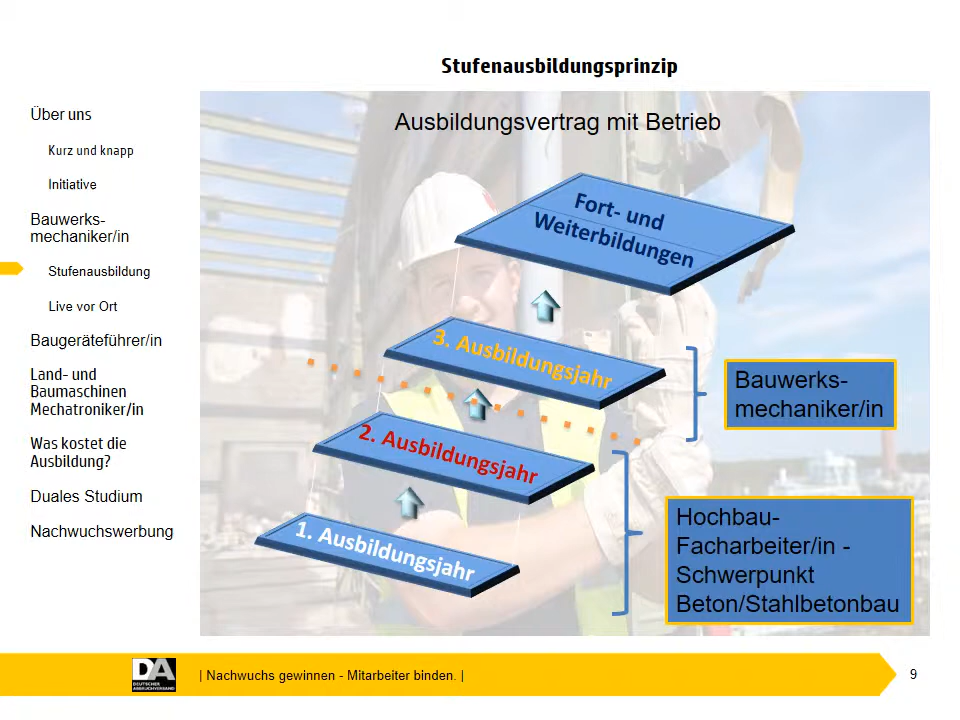 Stufenausbildungsprinzip
Über uns
Kurz und knapp
Initiative
Bauwerks-
mechaniker/in
Stufenausbildung
Live vor Ort
Baugeräteführer/in
Land- und
Baumaschinen
Mechatroniker/in
Was kostet die
Ausbildung?
Duales Studium
Nachwuchswerbung
Ausbildungsvertrag mit Betrieb
Fort- und
Weiterbildungen
3. Ausbildungsjahr
2. Ausbildungsjahr
1. Ausbildungsjahr
Bauwerks-
mechaniker/in
Hochbau-
Facharbeiter/in -
Schwerpunkt
Beton/Stahlbetonbau
DA
DEUTSCHER
ABBRUCHVERBAND
| Nachwuchs gewinnen - Mitarbeiter binden. |
9